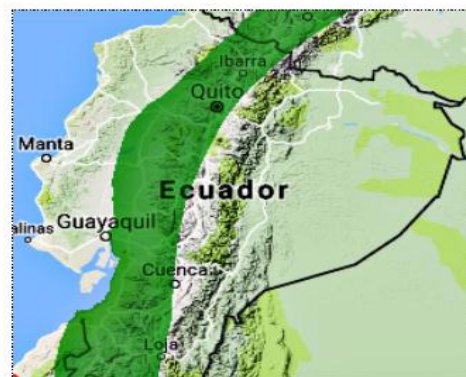 Ibarra
Quito
Manta
Ecuador
Guayaquil
alinas
Cuenca
Loja